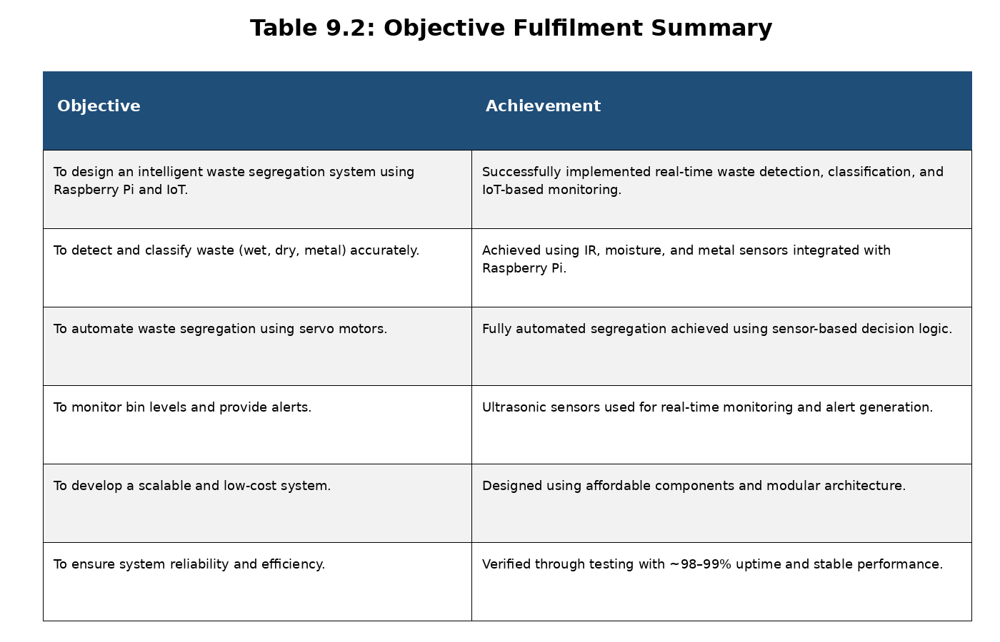 Table 9.2: Objective Fulfilment Summary
Objective
Achievement
To design an intelligent waste segregation system using
Raspberry Pi and IoT.
Successfully implemented real-time waste detection, classification, and
IoT-based monitoring.
To detect and classify waste (wet, dry, metal) accurately.
Achieved using IR, moisture, and metal sensors integrated with
Raspberry Pi.
To automate waste segregation using servo motors.
Fully automated segregation achieved using sensor-based decision logic.
To monitor bin levels and provide alerts.
Ultrasonic sensors used for real-time monitoring and alert generation.
To develop a scalable and low-cost system.
Designed using affordable components and modular architecture.
To ensure system reliability and efficiency.
Verified through testing with ~98–99% uptime and stable performance.